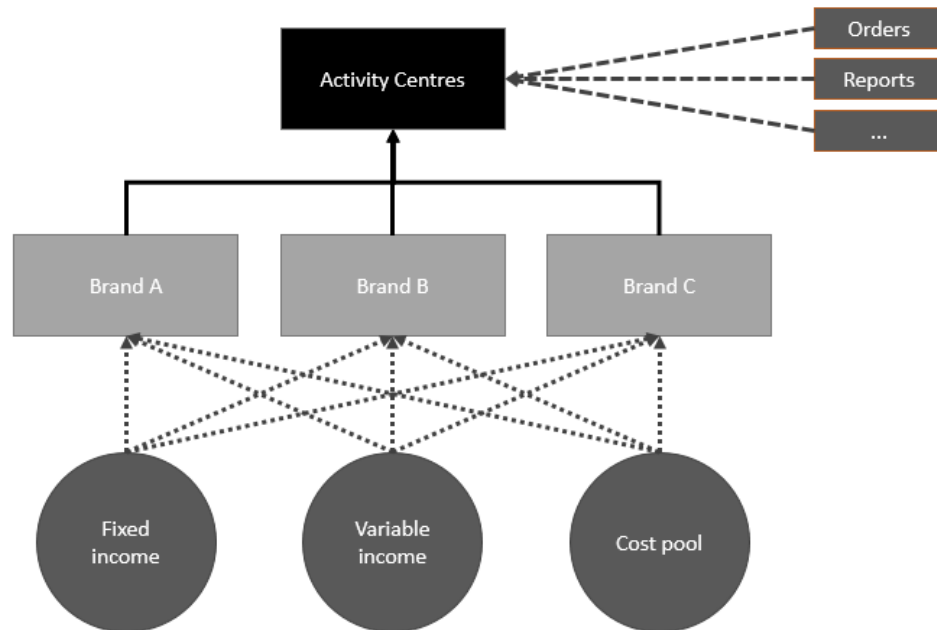 Orders
Activity Centres
Reports
...
Brand A
Brand B
Brand C
Fixed
income
Variable
income
Cost pool